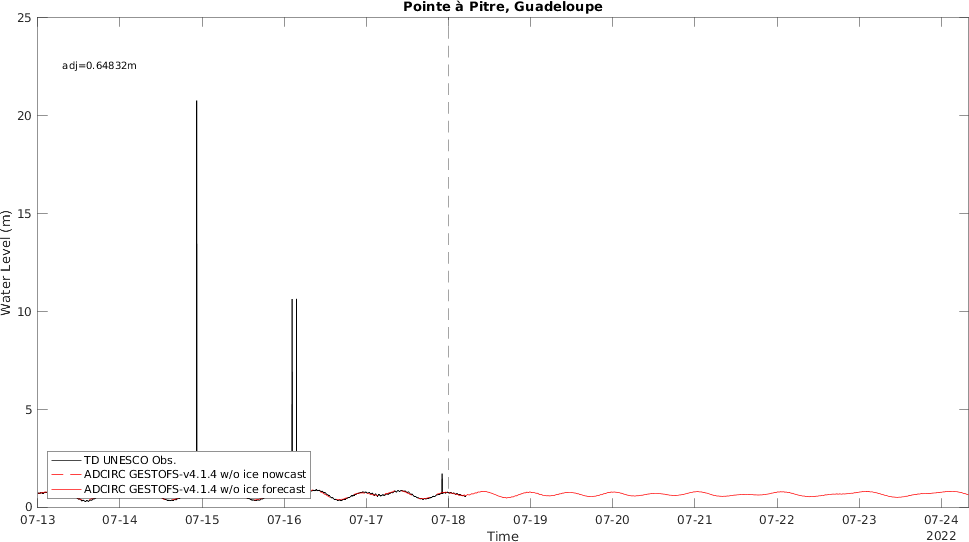 Pointe à Pitre, Guadeloupe
25
adj=0.64832m
20
15
10
5
0
Water Level (m)
TD UNESCO Obs.
ADCIRC GESTOFS-v4.1.4 w/o ice nowcast
ADCIRC GESTOFS-v4.1.4 w/o ice forecast
07-13 07-14 07-15 07-16 07-17 07-18 07-19 07-20 07-21 07-22 07-23 07-24
Time
2022